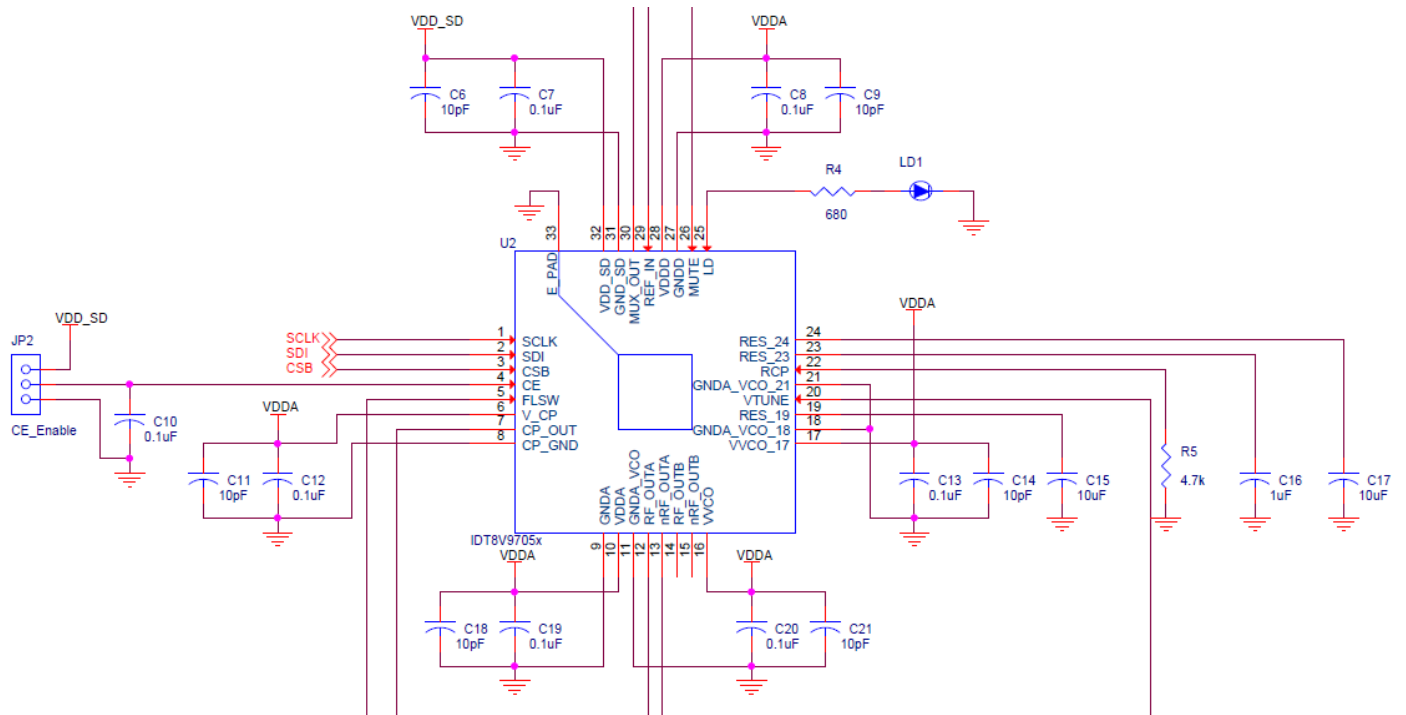 VDD_SD
VDDA
C6
10pF
C7
0.1uF
C8
0.1uF
C9
10pF
R4
680
LD1
U2
33
32
31
30
29
28
27
26
25
E_PAD
VDD_SD
GND_SD
MUX_OUT
REF_IN
VDDD
GNDD
MUTE
LD
JP2
VDD_SD
CE_Enable
SCLK
SDI
CSB
1
2
3
4
5
6
7
8
SCLK
SDI
CSB
CE
FLSW
V_CP
CP_OUT
CP_GND
C10
0.1uF
VDDA
C11
10pF
C12
0.1uF
RES_24
RES_23
RCP
GNDA_VCO_21
VTUNE
RES_19
GNDA_VCO_18
VVCO_17
24
23
22
21
20
19
18
17
VDDA
C13
0.1uF
C14
10pF
C15
10uF
R5
4.7k
C16
1uF
C17
10uF
GNDA
VDDA
GNDA_VCO
RF_OUTA
nRF_OUTA
RF_OUTB
nRF_OUTB
VVCO
IDT8V9705x
9
10
11
12
13
14
15
16
VDDA
C18
10pF
C19
0.1uF
VDDA
C20
0.1uF
C21
10pF